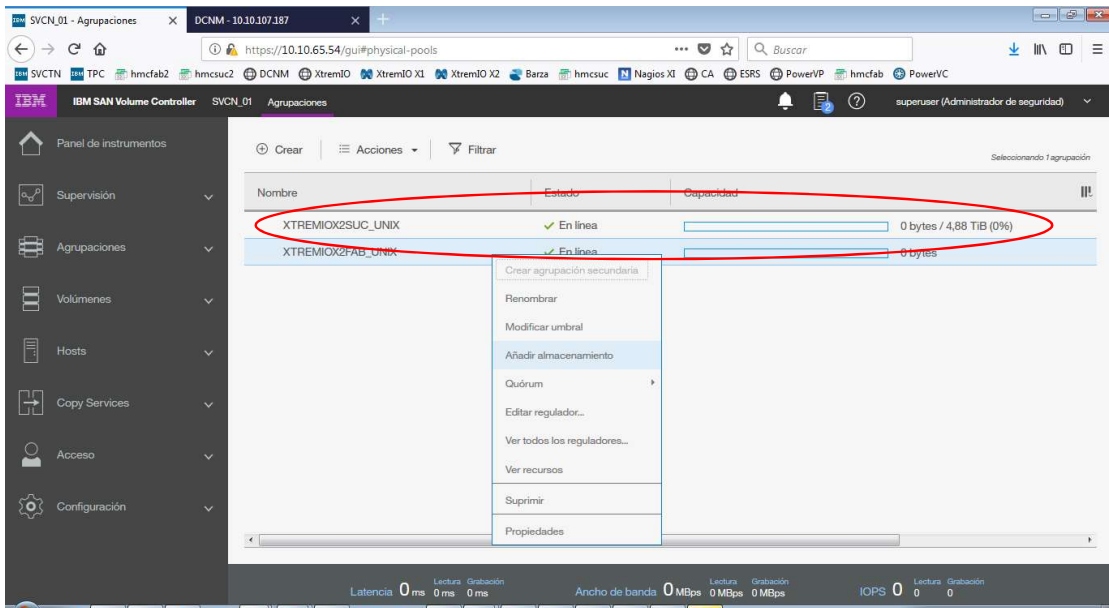 SVCN_01 - Agrupaciones
DCNM - 10.10.107.187
https://10.10.65.54/gui#physical-pools
Buscar
SVCTN TPC hmcfab2 hmcsuc2 DCNM XtremIO XtremIO X1 XtremIO X2 Barza hmcsuc Nagios XI CA ESRS PowerVP hmcfab PowerVC
IBM IBM SAN Volume Controller SVCN_01 Agrupaciones
2
superuser (Administrador de seguridad)
Panel de instrumentos
Supervisión
Agrupaciones
Volúmenes
Hosts
Copy Services
Acceso
Configuración
Crear Acciones Filtrar
Seleccionando 1 agrupación
Nombre Estado Capacidad
XTREMIOX2SUC_UNIX En línea 0 bytes / 4,88 TiB (0%)
XTREMIOX2FAB_UNIX En línea 0 bytes
Crear agrupación secundaria
Renombrar
Modificar umbral
Añadir almacenamiento
Quórum
Editar regulador...
Ver todos los reguladores...
Ver recursos
Suprimir
Propiedades
Latencia 0 ms Lectura 0 ms Grabación 0 ms
Ancho de banda 0 MBps Lectura 0 MBps Grabación 0 MBps
IOPS 0 Lectura 0 Grabación 0